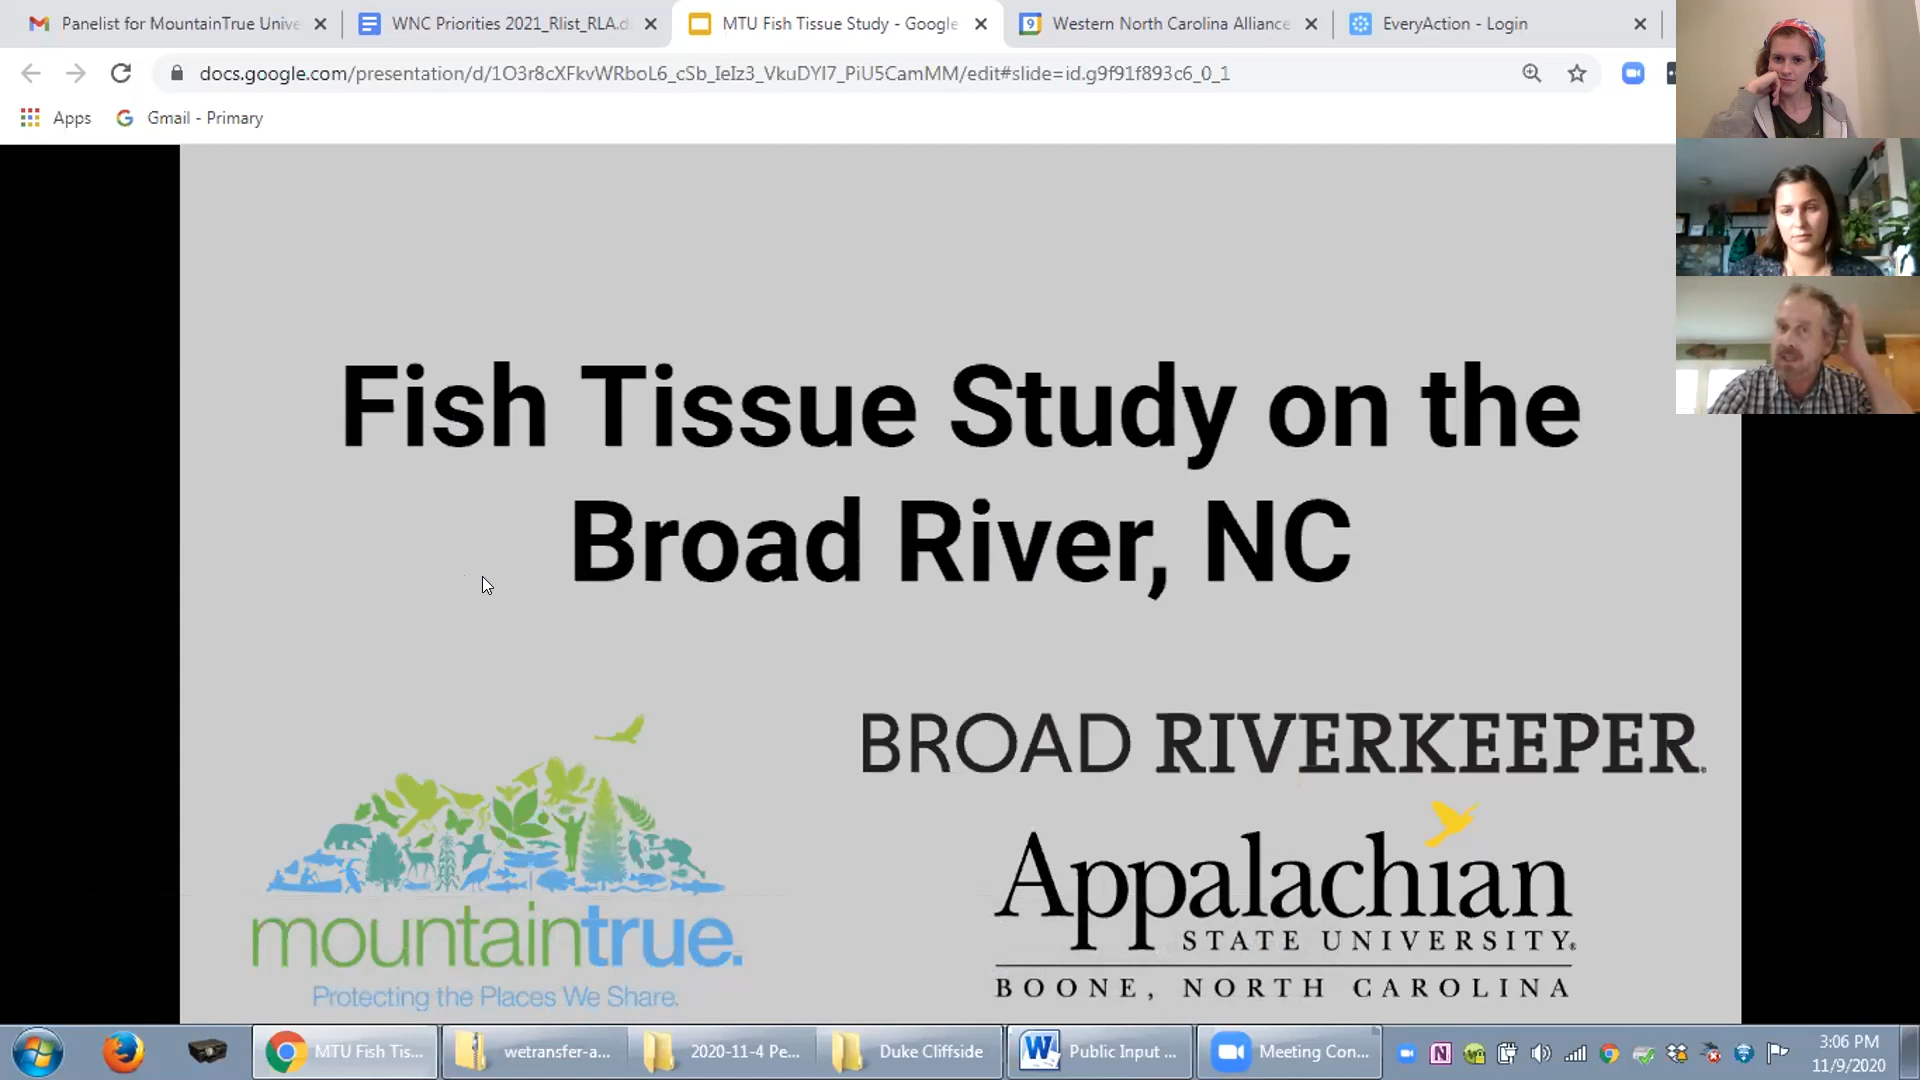 Panelist for MountainTrue Unive
WNC Priorities 2021_Rlist_RLA.d
MTU Fish Tissue Study - Google
9
Western North Carolina Alliance
EveryAction - Login
docs.google.com/presentation/d/1O3r8cXFkvWRboL6_cSb_IeIz3_VkuDYI7_PiU5CamMM/edit#slide=id.g9f91f893c6_0_1
Apps
Gmail - Primary
Fish Tissue Study on the
Broad River, NC
BROAD RIVERKEEPER®
mountaintrue.
Protecting the Places We Share.
Appalachian
STATE UNIVERSITY®
BOONE, NORTH CAROLINA
MTU Fish Tis...
wetransfer-a...
2020-11-4 Pe...
Duke Cliffside
Public Input ...
Meeting Con...
3:06 PM
11/9/2020